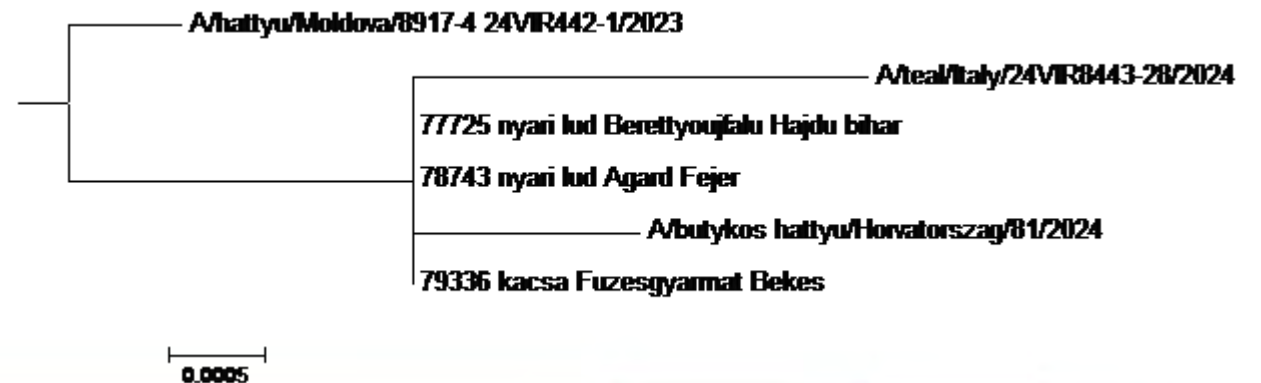 A/hattyu/Moldova/8917-4 24VIR442-1/2023
A/teal/Italy/24VIR8443-28/2024
77725 nyari lud Berettyoujfalu Hajdu bihar
78743 nyari lud Agard Fejer
A/butykos hattyu/Horvatorszag/81/2024
79336 kacsa Fuzesgyarmat Bekes
0.0005